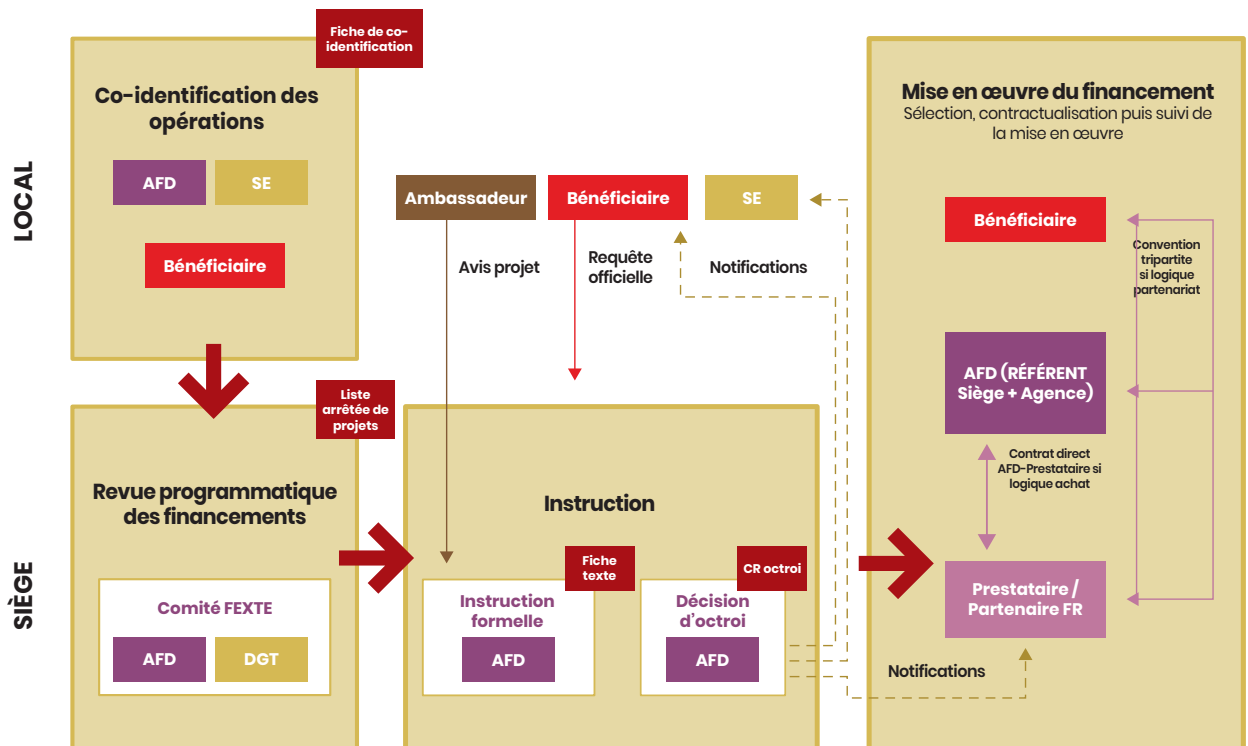 Fiche de co-
identification
Co-identification des
opérations
AFD
SE
Bénéficiaire
LOCAL
Ambassadeur
Bénéficiaire
SE
Avis projet
Requête
officielle
Notifications
Mise en œuvre du financement
Sélection, contractualisation puis suivi de
la mise en œuvre
Bénéficiaire
Convention
tripartite
si logique
partenariat
AFD (RÉFÉRENT
Siège + Agence)
Contrat direct
AFD-Prestataire si
logique achat
Prestataire /
Partenaire FR
Notifications
SIÈGE
Liste
arrêtée de
projets
Revue programmatique
des financements
Comité FEXTE
AFD
DGT
Instruction
Fiche
texte
Instruction
formelle
AFD
CR octroi
Décision
d'octroi
AFD